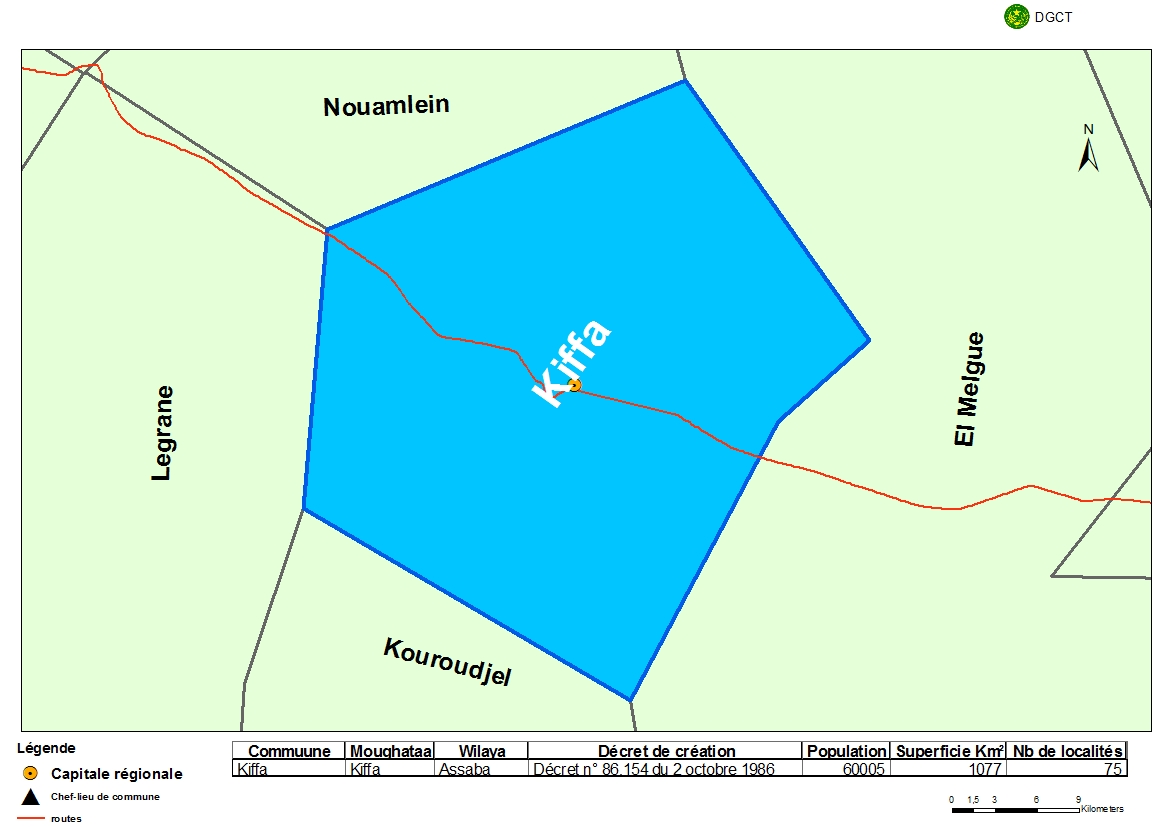 DGCT
Nouamlein
N
Kiffa
El Melgue
Legrane
Kouroudjel
Légende
Capitale régionale
Chef-lieu de commune
routes
Commuune Moughataa Wilaya Décret de création Population Superficie Km² Nb de localités
Kiffa Kiffa Assaba Décret n° 86.154 du 2 octobre 1986 60005 1077 75
0 1,5 3 6 9
Kilometers